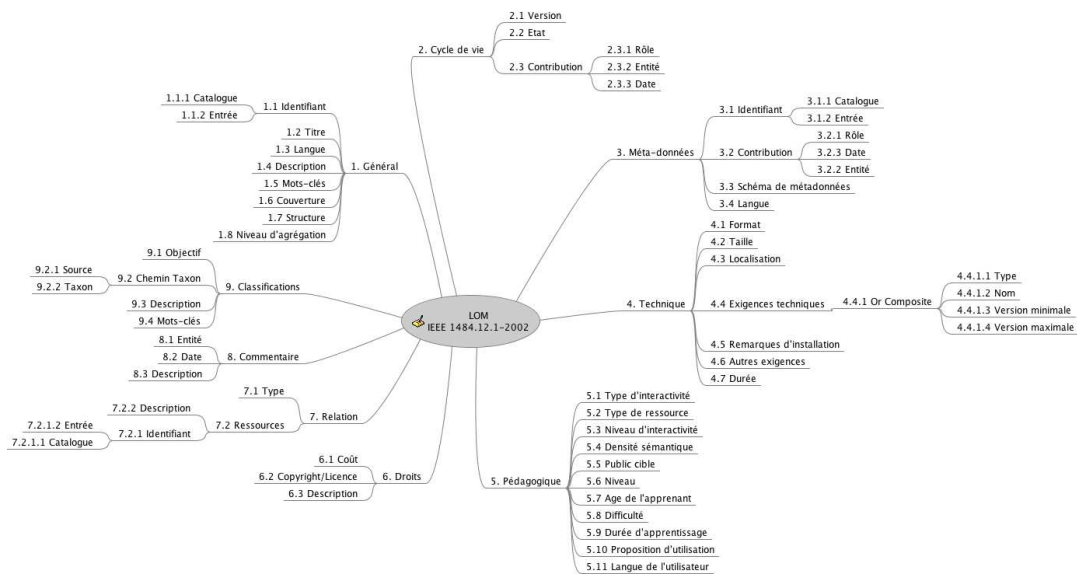 LOM
IEEE 1484.12.1-2002
1. Général
1.1 Identifiant
1.1.1 Catalogue
1.1.2 Entrée
1.2 Titre
1.3 Langue
1.4 Description
1.5 Mots-clés
1.6 Couverture
1.7 Structure
1.8 Niveau d'agrégation
2. Cycle de vie
2.1 Version
2.2 Etat
2.3 Contribution
2.3.1 Rôle
2.3.2 Entité
2.3.3 Date
3. Méta-données
3.1 Identifiant
3.1.1 Catalogue
3.1.2 Entrée
3.2 Contribution
3.2.1 Rôle
3.2.3 Date
3.2.2 Entité
3.3 Schéma de métadonnées
3.4 Langue
4. Technique
4.1 Format
4.2 Taille
4.3 Localisation
4.4 Exigences techniques
4.4.1 Or Composite
4.4.1.1 Type
4.4.1.2 Nom
4.4.1.3 Version minimale
4.4.1.4 Version maximale
4.5 Remarques d'installation
4.6 Autres exigences
4.7 Durée
5. Pédagogique
5.1 Type d'interactivité
5.2 Type de ressource
5.3 Niveau d'interactivité
5.4 Densité sémantique
5.5 Public cible
5.6 Niveau
5.7 Age de l'apprenant
5.8 Difficulté
5.9 Durée d'apprentissage
5.10 Proposition d'utilisation
5.11 Langue de l'utilisateur
6. Droits
6.1 Coût
6.2 Copyright/Licence
6.3 Description
7. Relation
7.1 Type
7.2 Ressources
7.2.2 Description
7.2.1 Identifiant
7.2.1.2 Entrée
7.2.1.1 Catalogue
8. Commentaire
8.1 Entité
8.2 Date
8.3 Description
9. Classifications
9.1 Objectif
9.2 Chemin Taxon
9.2.1 Source
9.2.2 Taxon
9.3 Description
9.4 Mots-clés